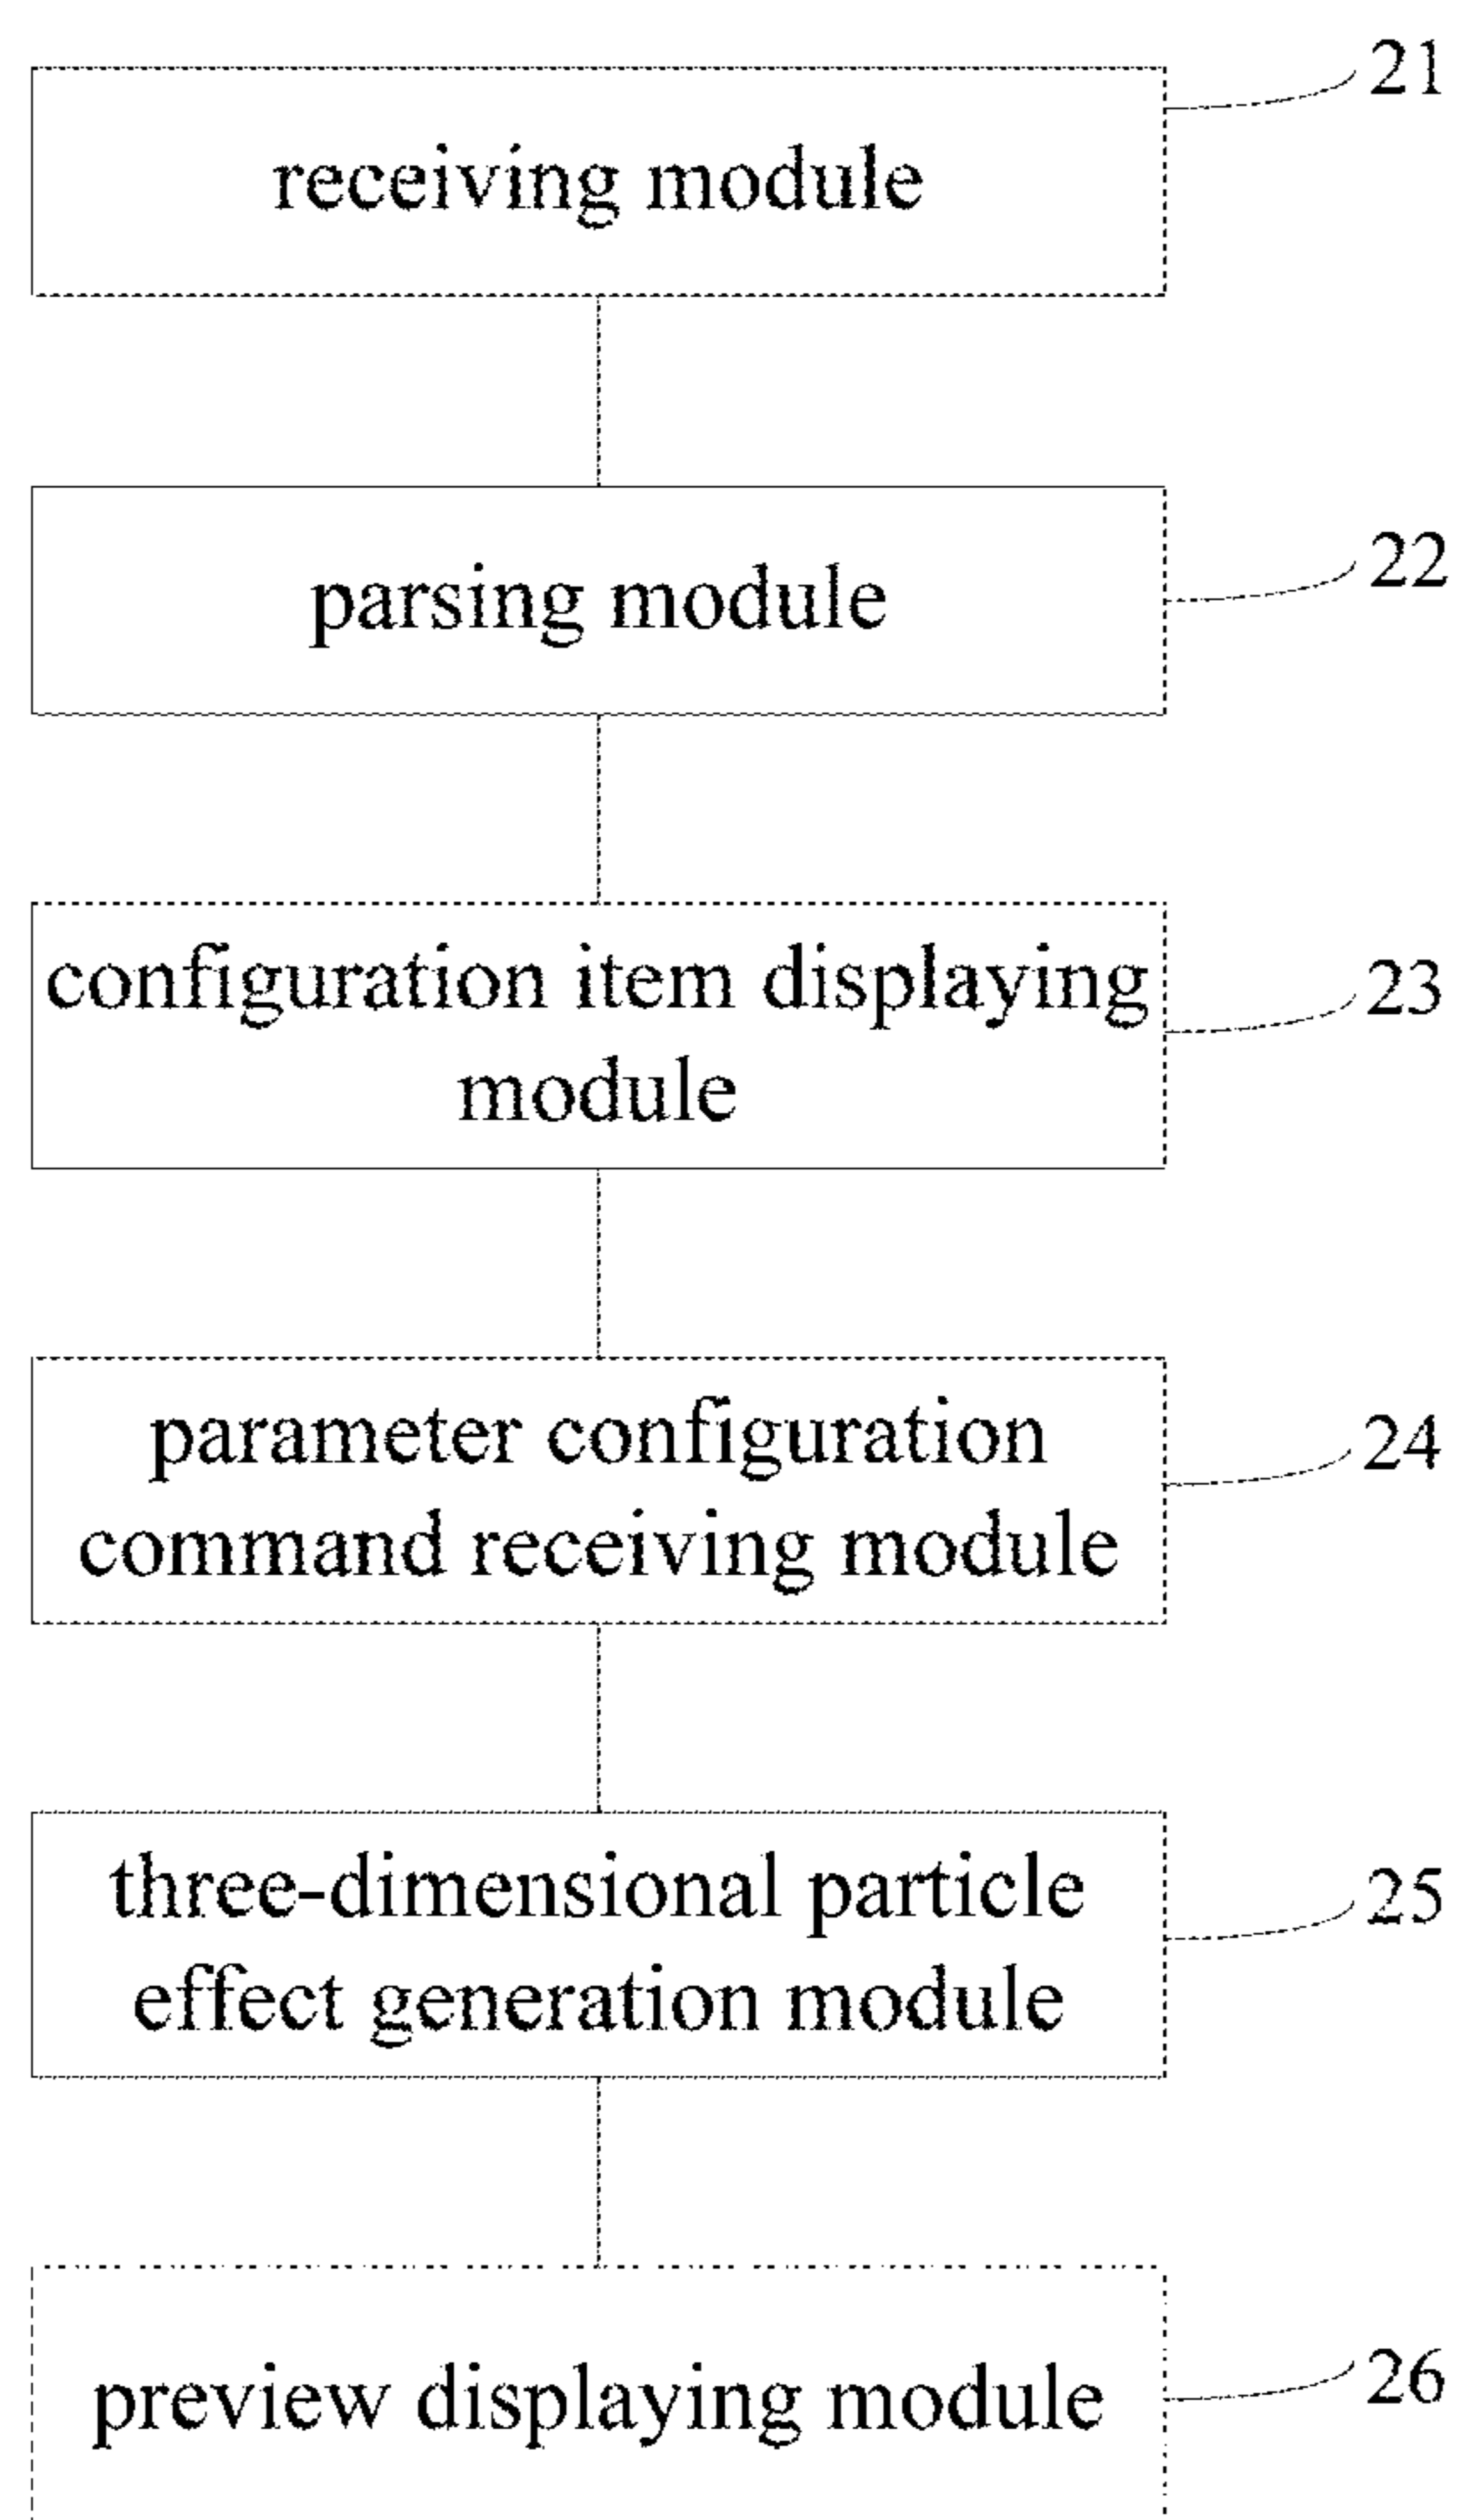 21
receiving module
22
parsing module
configuration item displaying
23
module
parameter configuration
24
command receiving module
three-dimensional particle
25
effect generation module
26
preview displaying module